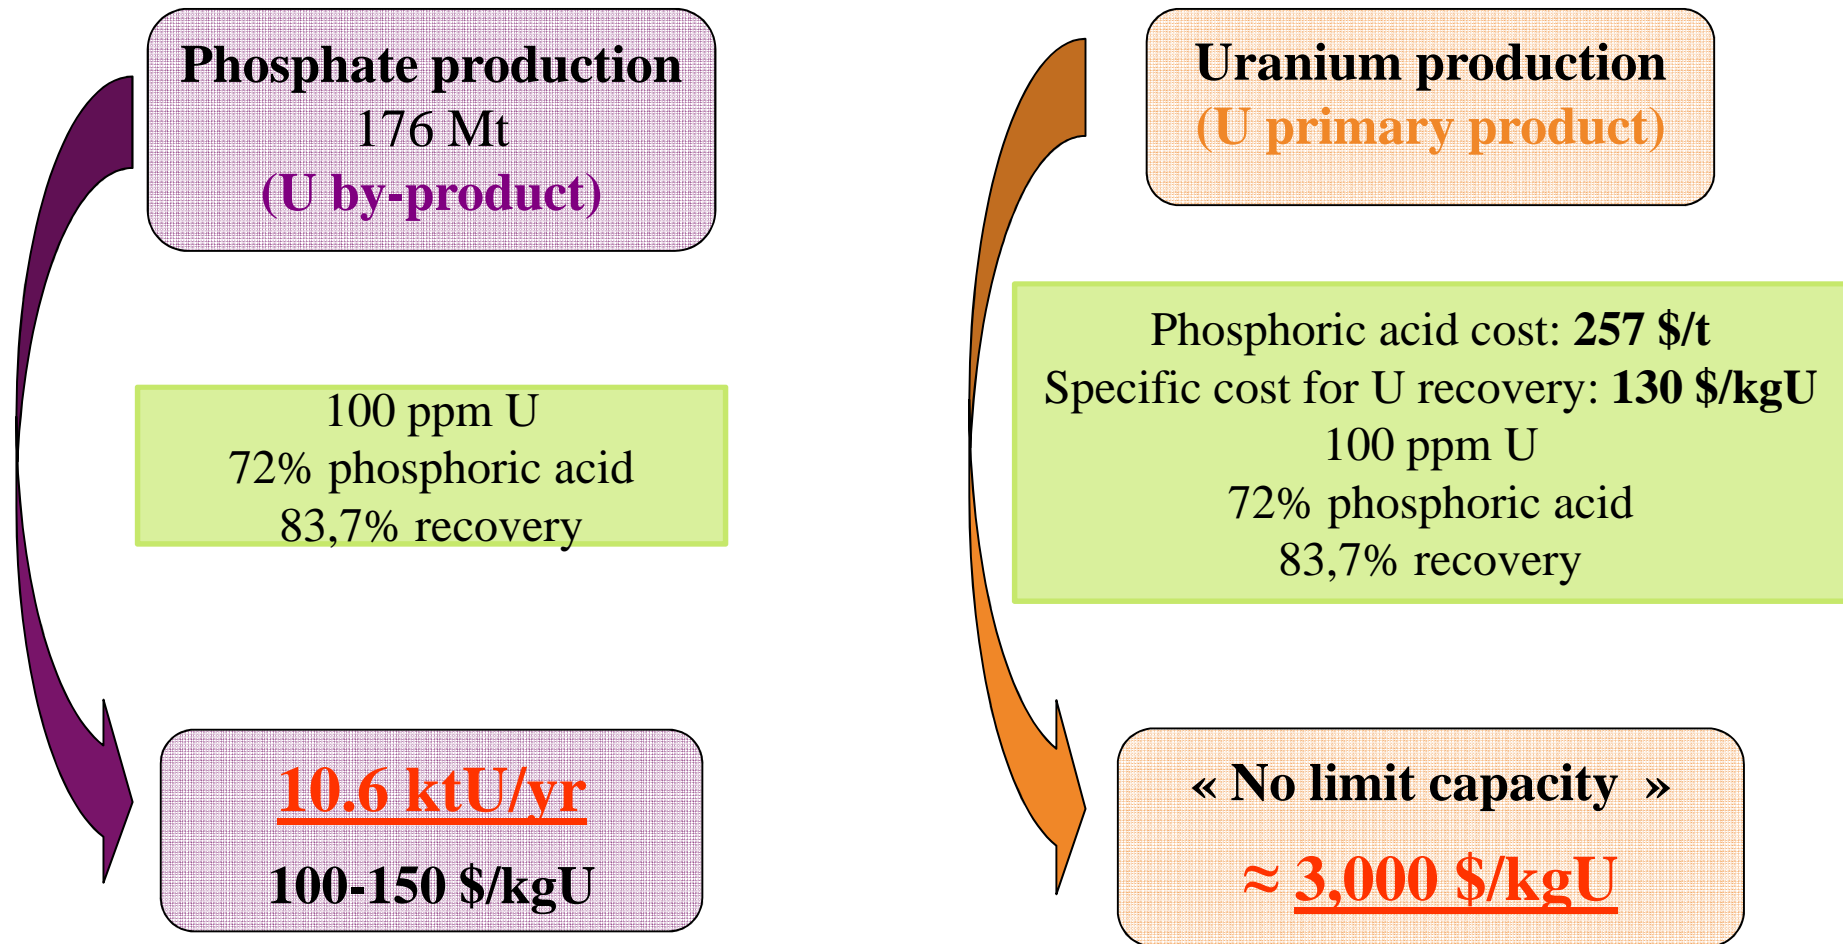 Phosphate production
176 Mt
(U by-product)
100 ppm U
72% phosphoric acid
83,7% recovery
10.6 ktU/yr
100-150 $/kgU
Uranium production
(U primary product)
Phosphoric acid cost: 257 $/t
Specific cost for U recovery: 130 $/kgU
100 ppm U
72% phosphoric acid
83,7% recovery
« No limit capacity »
≈ 3,000 $/kgU